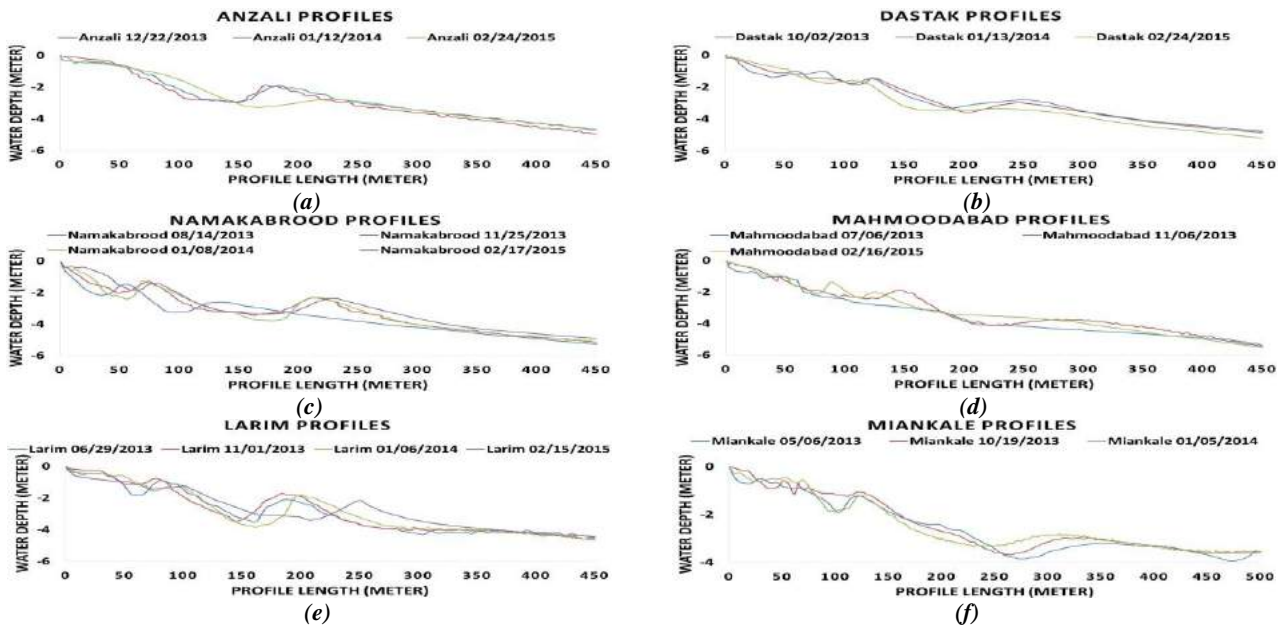 ANZALI PROFILES
Anzali 12/22/2013 Anzali 01/12/2014 Anzali 02/24/2015
WATER DEPTH (METER)
0
-2
-4
-6
0 50 100 150 200 250 300 350 400 450
PROFILE LENGTH (METER)
(a)
DASTAK PROFILES
Dastak 10/02/2013 Dastak 01/13/2014 Dastak 02/24/2015
WATER DEPTH (METER)
0
-2
-4
-6
0 50 100 150 200 250 300 350 400 450
PROFILE LENGTH (METER)
(b)
NAMAKABROOD PROFILES
Namakabrood 08/14/2013 Namakabrood 11/25/2013
Namakabrood 01/08/2014 Namakabrood 02/17/2015
WATER DEPTH (METER)
0
-2
-4
-6
0 50 100 150 200 250 300 350 400 450
PROFILE LENGTH (METER)
(c)
MAHMOODABAD PROFILES
Mahmoodabad 07/06/2013 Mahmoodabad 11/06/2013
Mahmoodabad 02/16/2015
WATER DEPTH (METER)
0
-2
-4
-6
0 50 100 150 200 250 300 350 400 450
PROFILE LENGTH (METER)
(d)
LARIM PROFILES
Larim 06/29/2013 Larim 11/01/2013 Larim 01/06/2014 Larim 02/15/2015
WATER DEPTH (METER)
0
-2
-4
-6
0 50 100 150 200 250 300 350 400 450
PROFILE LENGTH (METER)
(e)
MIANKALE PROFILES
Miankale 05/06/2013 Miankale 10/19/2013 Miankale 01/05/2014
WATER DEPTH (METER)
0
-2
-4
0 50 100 150 200 250 300 350 400 450 500
PROFILE LENGTH (METER)
(f)